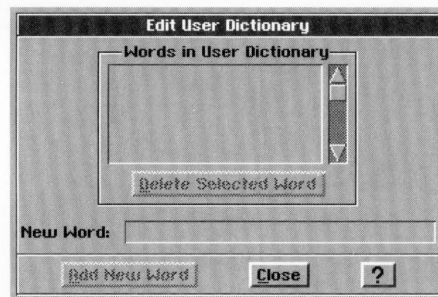 Edit User Dictionary
Words in User Dictionary
Delete Selected Word
New Word:
Add New Word Close ?